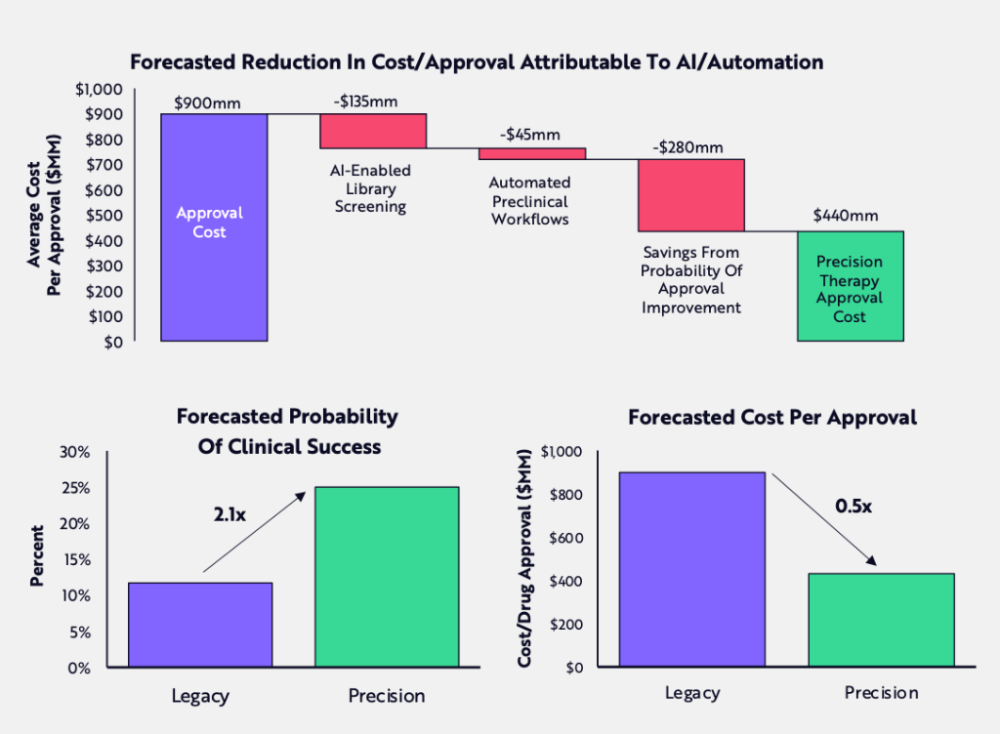 Forecasted Reduction In Cost/Approval Attributable To AI/Automation
Average Cost
Per Approval ($MM)
$1,000
$900
$800
$700
$600
$500
$400
$300
$200
$100
$0
$900mm
-$135mm
-$45mm
-$280mm
$440mm
Approval
Cost
AI-Enabled
Library
Screening
Automated
Preclinical
Workflows
Savings From
Probability Of
Approval
Improvement
Precision
Therapy
Approval
Cost
Forecasted Probability
Of Clinical Success
Percent
30%
25%
20%
15%
10%
5%
0%
2.1x
Legacy
Precision
Forecasted Cost Per Approval
Cost/Drug Approval ($MM)
$1,000
$800
$600
$400
$200
$0
0.5x
Legacy
Precision